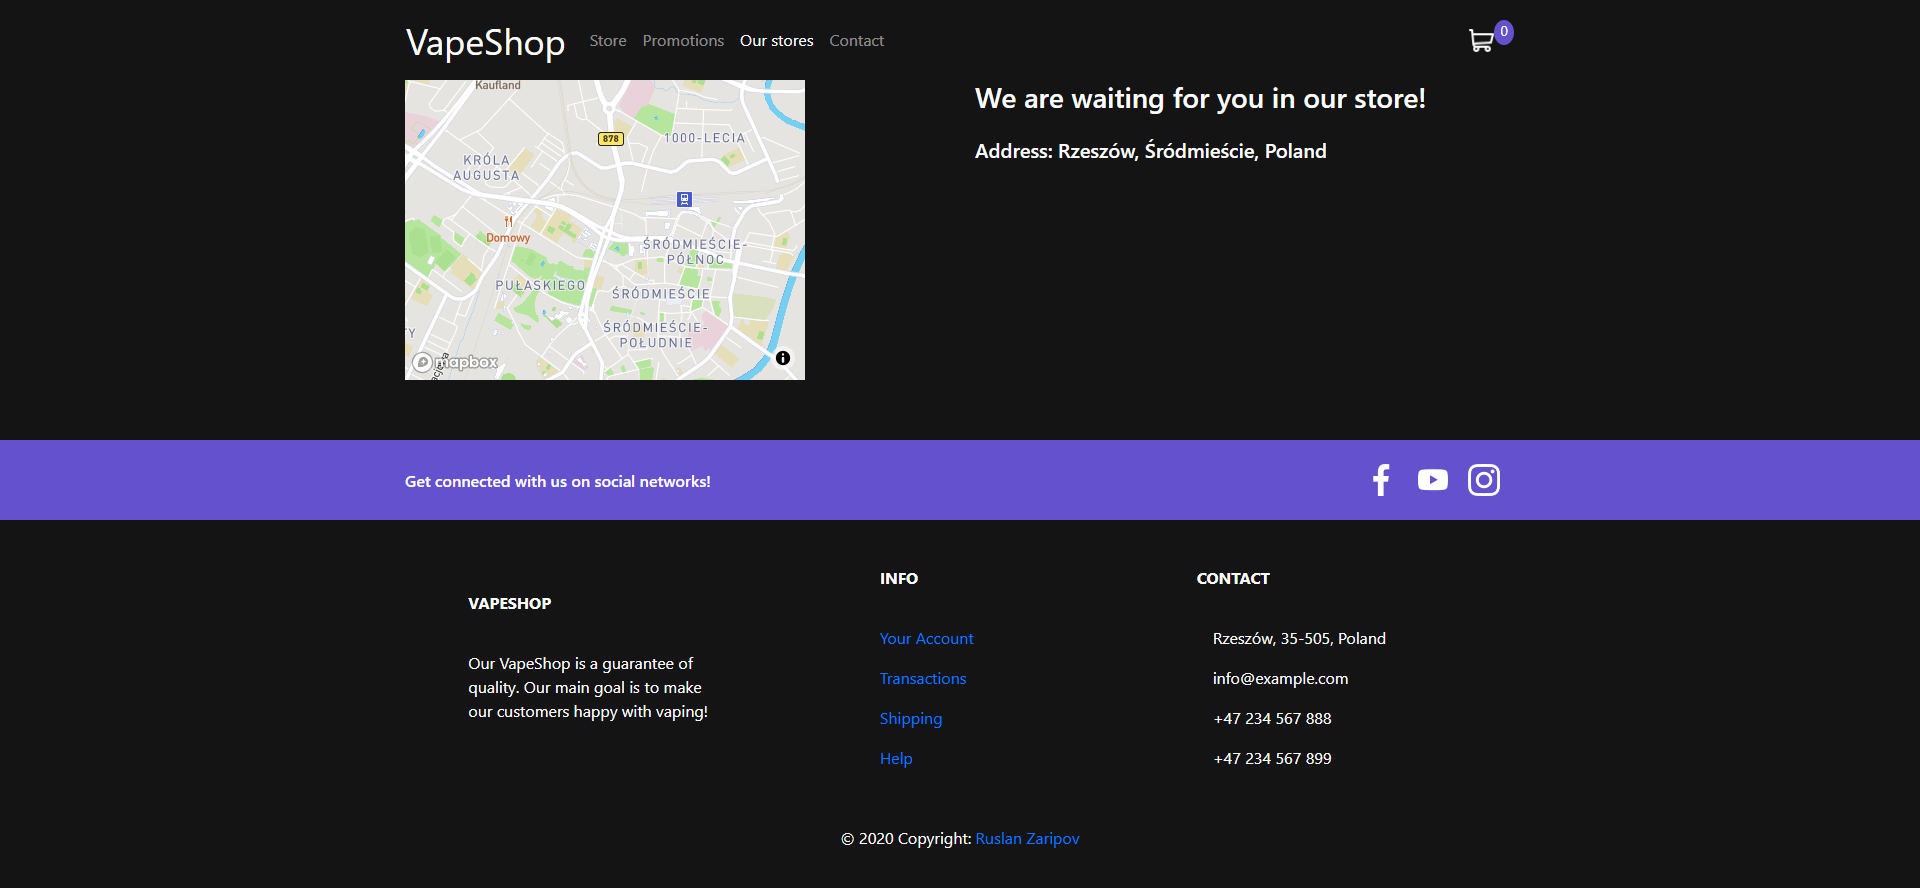 VapeShop
Store
Promotions
Our stores
Contact
0
Kaufland
878
1000-LECIA
KRÓLA
AUGUSTA
Domowy
ŚRÓDMIEŚCIE-
PÓŁNOC
PUŁASKIEGO
ŚRÓDMIEŚCIE
ŚRÓDMIEŚCIE-
POŁUDNIE
mapbox
We are waiting for you in our store!
Address: Rzeszów, Śródmieście, Poland
Get connected with us on social networks!
VAPESHOP
Our VapeShop is a guarantee of
quality. Our main goal is to make
our customers happy with vaping!
INFO
Your Account
Transactions
Shipping
Help
CONTACT
Rzeszów, 35-505, Poland
info@example.com
+47 234 567 888
+47 234 567 899
© 2020 Copyright: Ruslan Zaripov